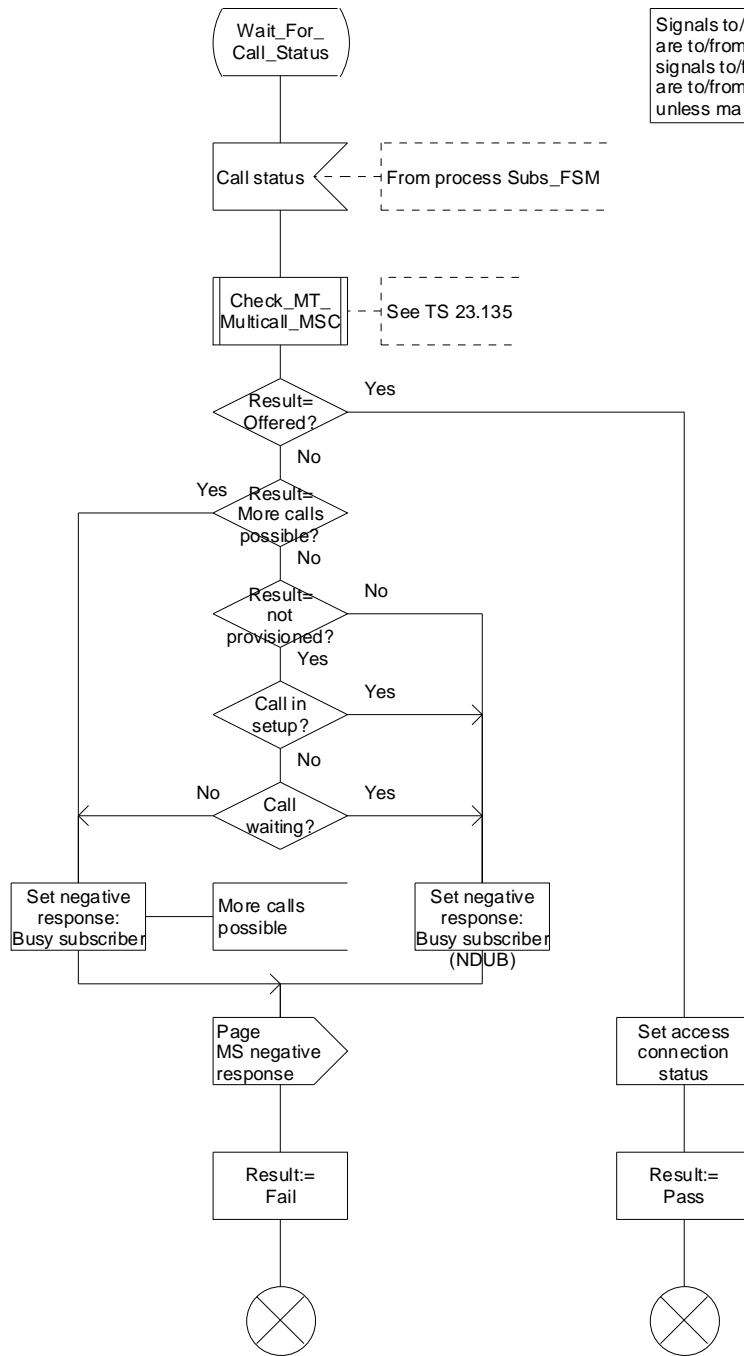 Wait_For_
Call_Status
Signals to/
are to/from
signals to/f
are to/from
unless ma
Call status
From process Subs_FSM
Check_MT_
Multicall_MSC
See TS 23.135
Result=
Offered?
Yes
No
Yes
Result=
More calls
possible?
No
Result=
not
provisioned?
No
Yes
Call in
setup?
Yes
No
No
Call
waiting?
Yes
Set negative
response:
Busy subscriber
More calls
possible
Set negative
response:
Busy subscriber
(NDUB)
Page
MS negative
response
Set access
connection
status
Result:=
Fail
Result:=
Pass